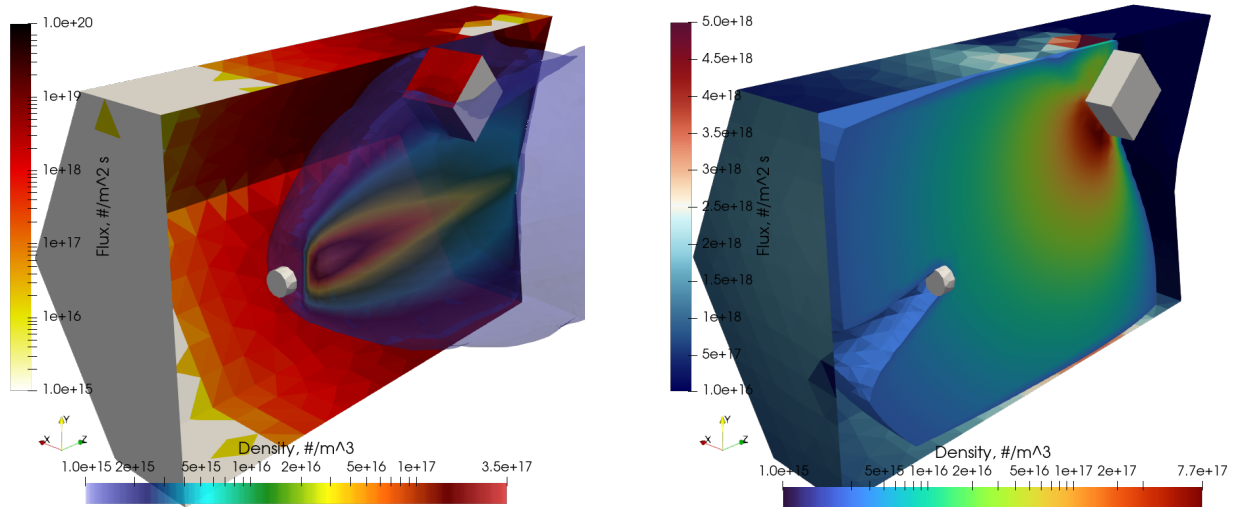 1.0e+20
1e+19
1e+18
1e+17
1e+16
1.0e+15
Flux, #/m^2 s
X Y Z
Density, #/m^3
1.0e+15 2e+15 5e+15 1e+16 2e+16 5e+16 1e+17 3.5e+17
5.0e+18
4.5e+18
4e+18
3.5e+18
3e+18
2.5e+18
2e+18
1.5e+18
1e+18
5e+17
1.0e+16
Flux, #/m^2 s
X Y Z
Density, #/m^3
1.0e+15 5e+15 1e+16 2e+16 5e+16 1e+17 2e+17 7.7e+17